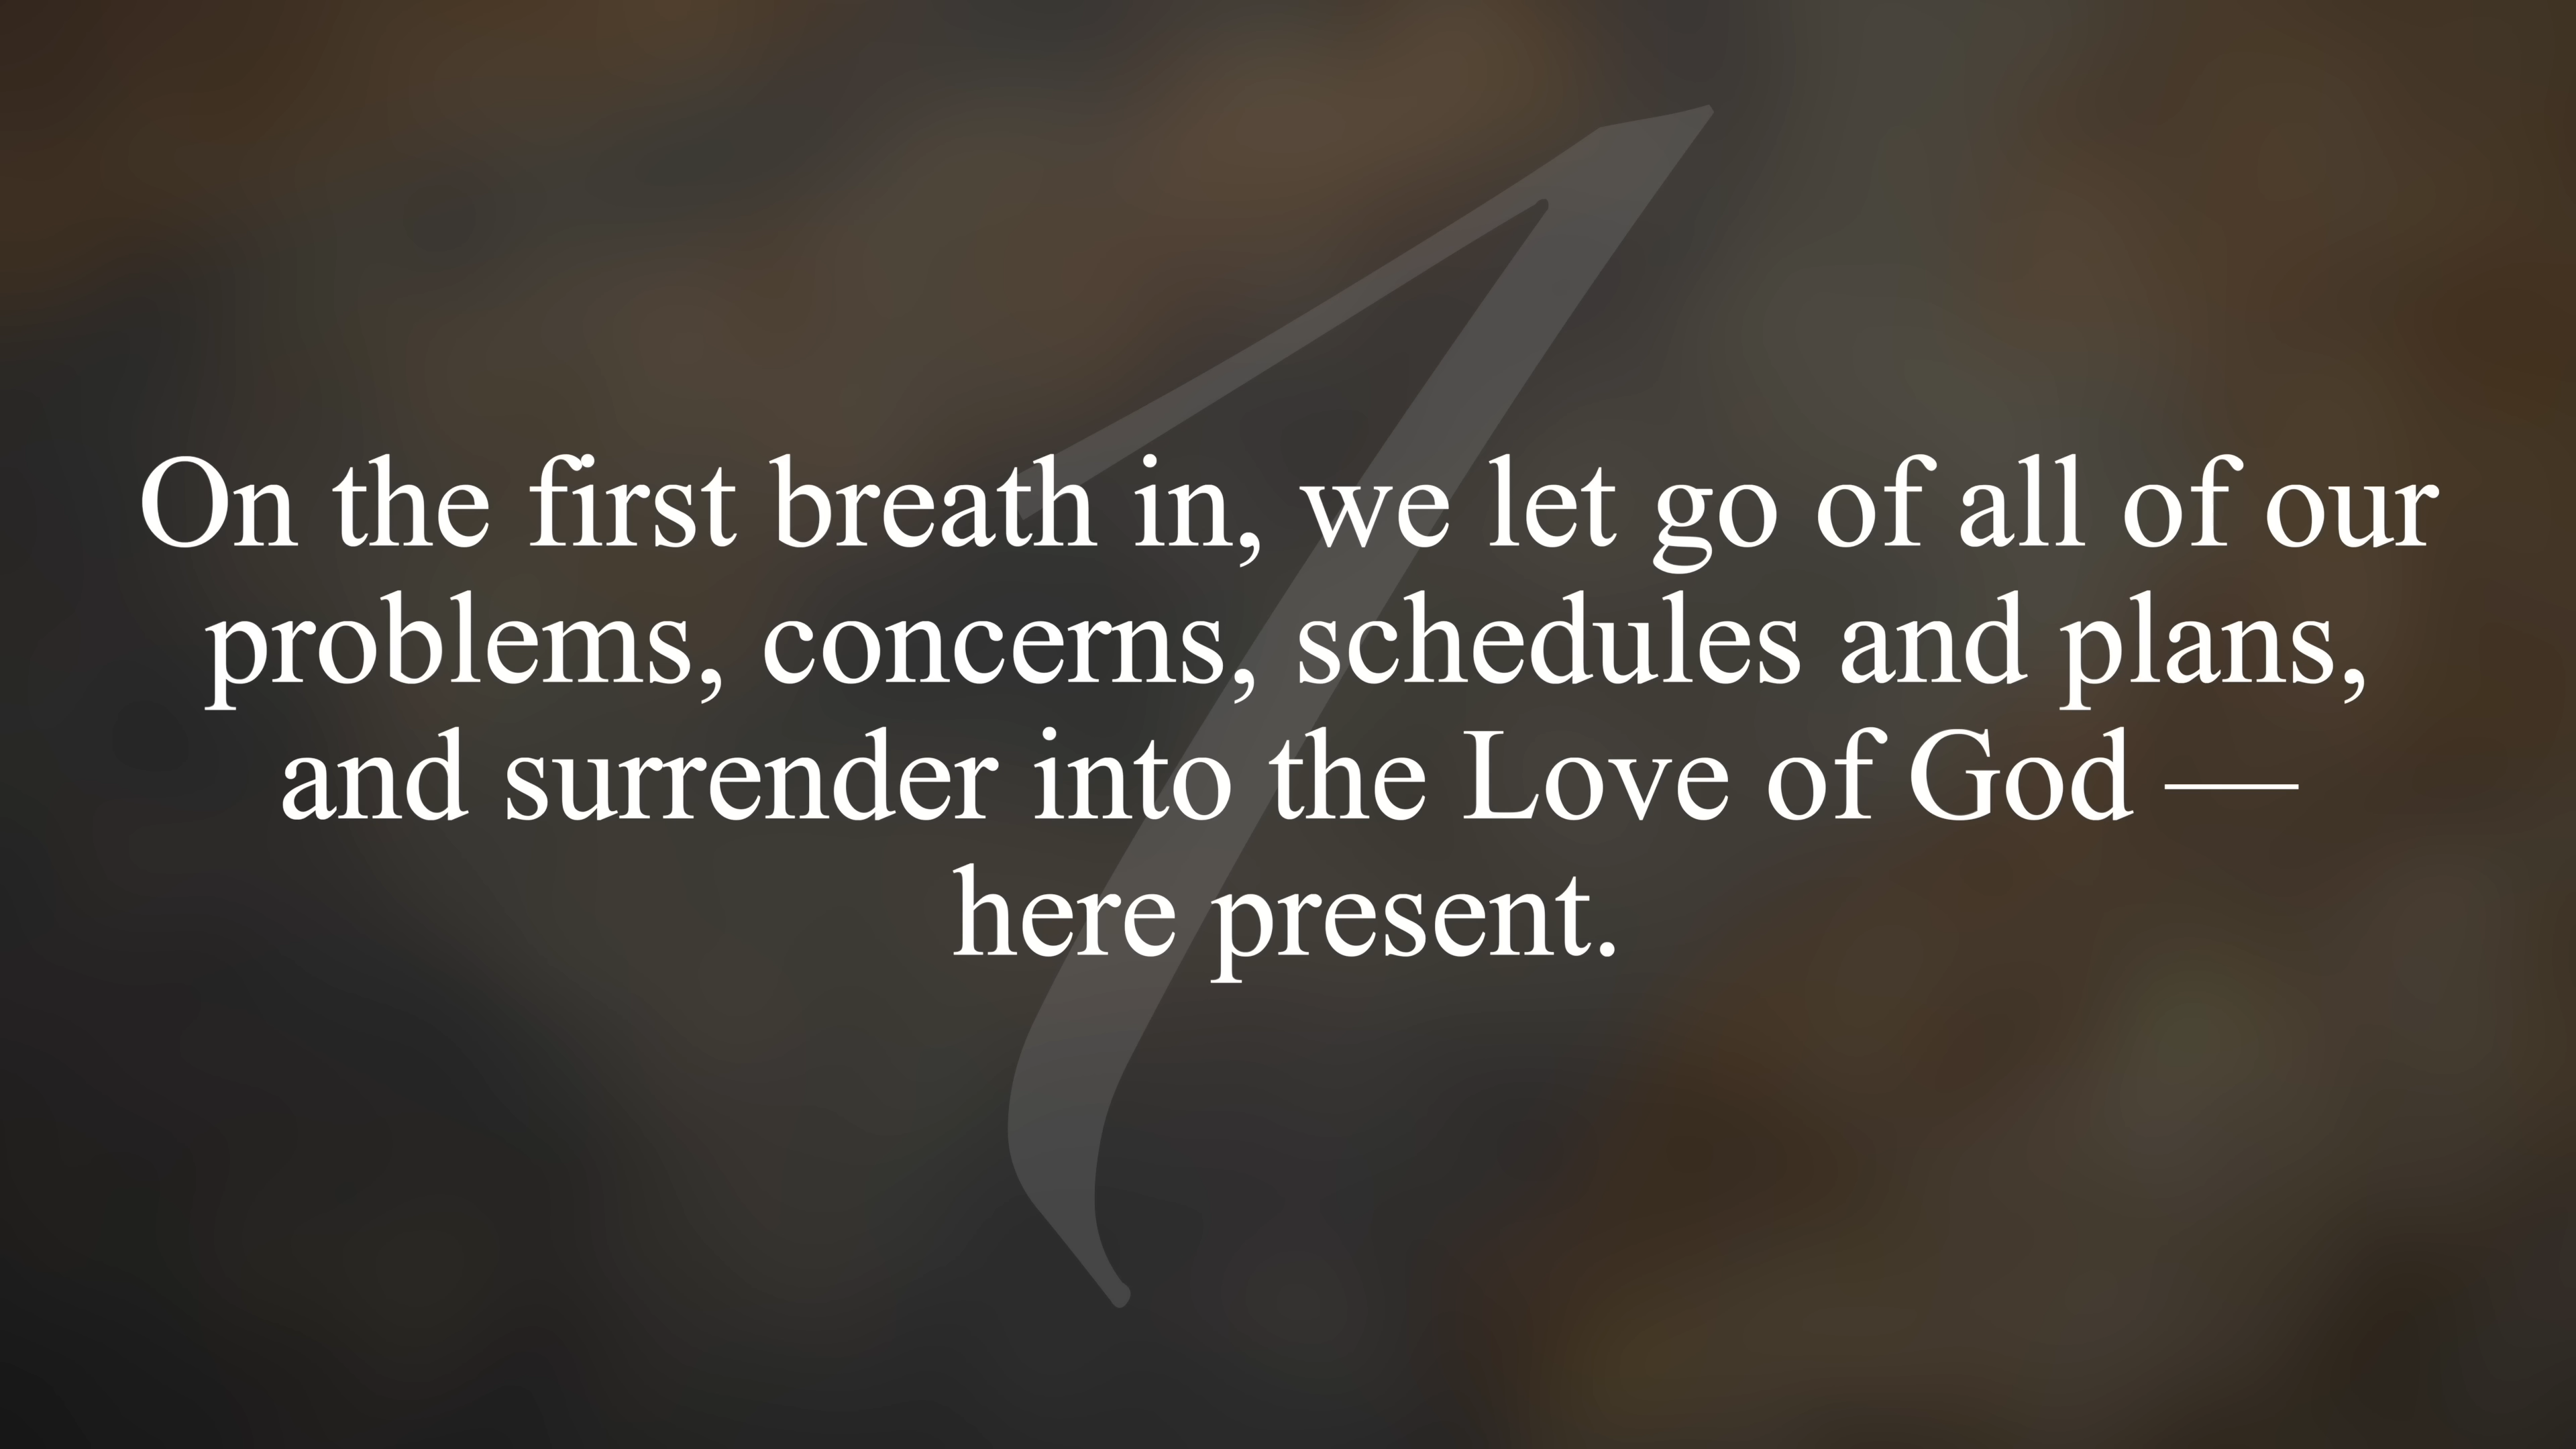 1
On the first breath in, we let go of all of our
problems, concerns, schedules and plans,
and surrender into the Love of God —
here present.